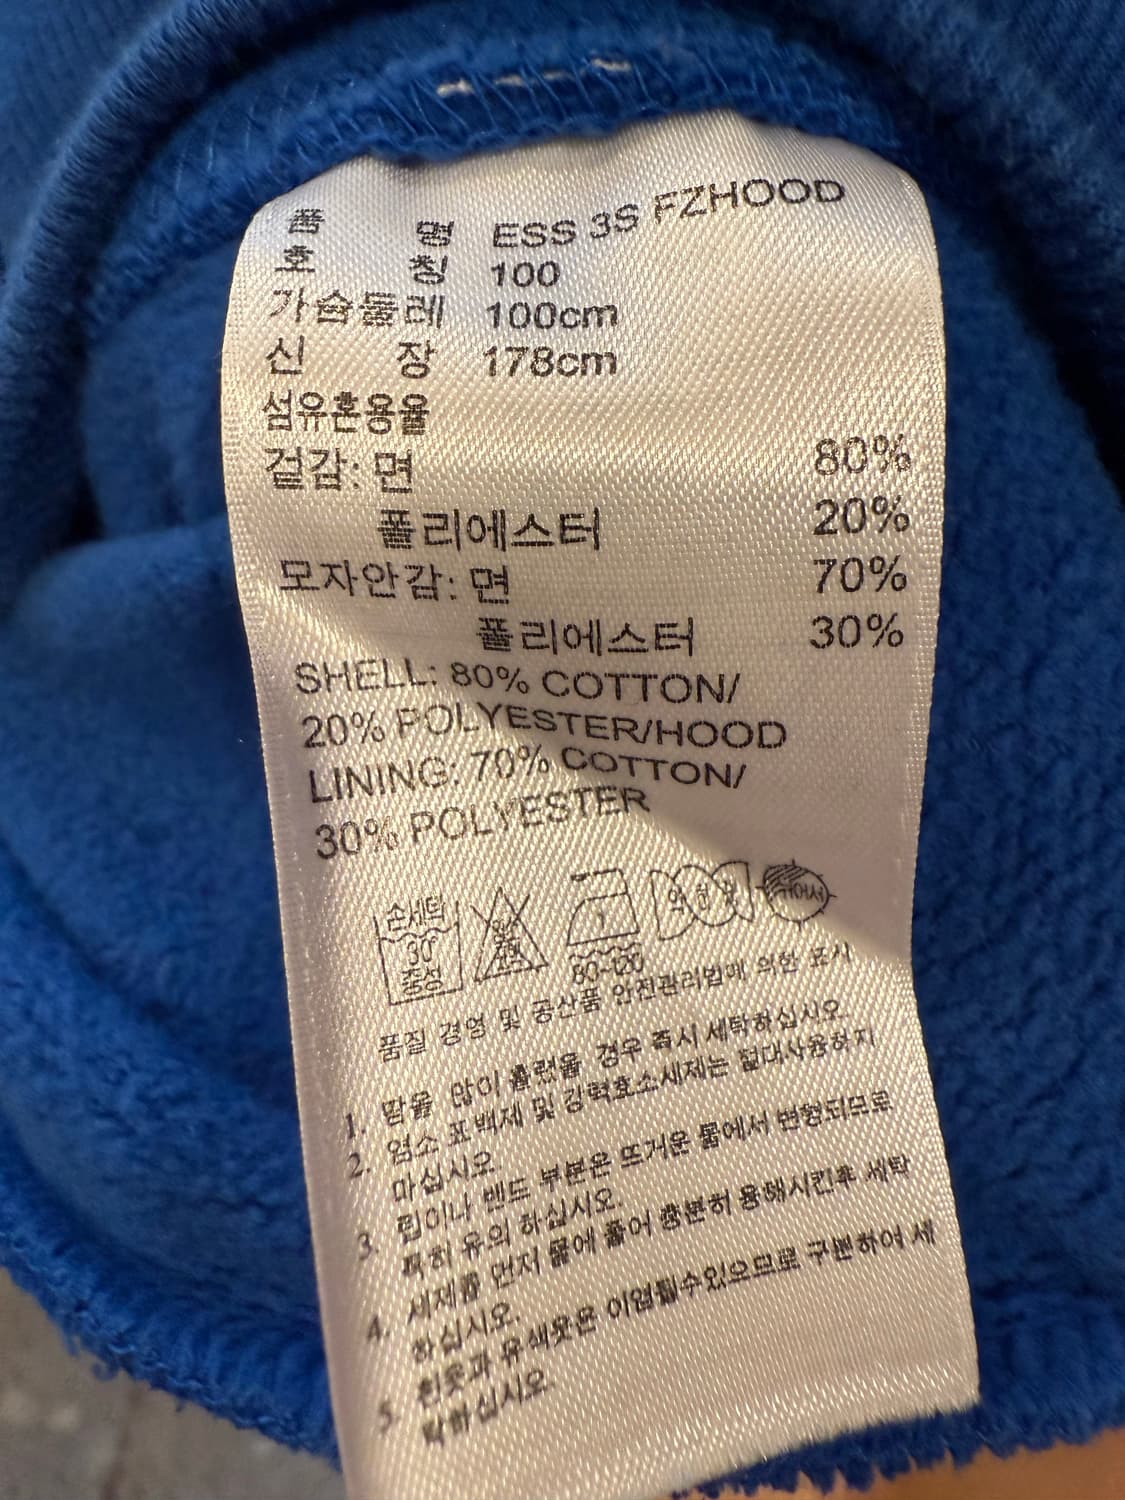 품 명 ESS 3S FZHOOD
호 칭 100
가슴둘레 100cm
신 장 178cm
섬유혼용율
겉감: 면 80%
폴리에스터 20%
모자안감: 면 70%
폴리에스터 30%
SHELL: 80% COTTON/
20% POLYESTER/HOOD
LINING: 70% COTTON/
30% POLYESTER
손세탁
30°
중성
80~120
약 하 게
뉘어서
품질 경영 및 공산품 안전관리법에 의한 표시
1. 땀을 많이 흘렸을 경우 즉시 세탁하십시오.
2. 염소 표백제 및 강력효소세제는 절대사용하지
마십시오.
3. 립이나 밴드 부분은 뜨거운 물에서 변형되므로
특히 유의 하십시오.
4. 세제를 먼저 물에 풀어 충분히 용해시킨후 세탁
하십시오.
5. 흰옷과 유색옷은 이염될수있으므로 구분하여 세
탁하십시오.